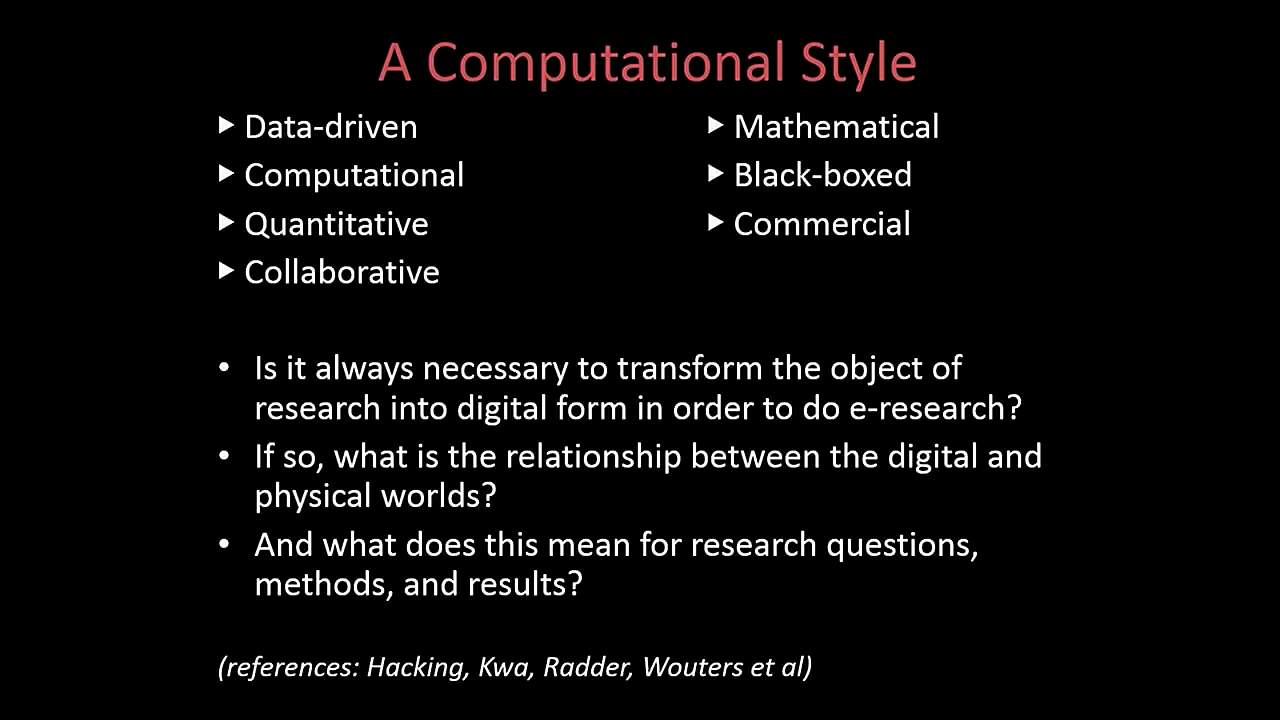 A Computational Style
▶ Data-driven
▶ Computational
▶ Quantitative
▶ Collaborative
▶ Mathematical
▶ Black-boxed
▶ Commercial
• Is it always necessary to transform the object of
research into digital form in order to do e-research?
• If so, what is the relationship between the digital and
physical worlds?
• And what does this mean for research questions,
methods, and results?
(references: Hacking, Kwa, Radder, Wouters et al)